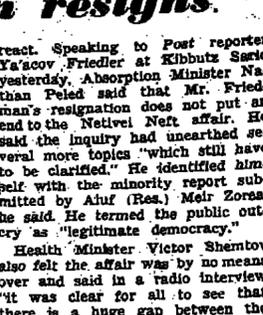 resigns.
react. Speaking to Post reporter
Ya'acov Friedler at Kibbutz Sarid
yesterday, Absorption Minister Na-
than Peled said that Mr. Fried-
man's resignation does not put an
end to the Netivei Neft affair. He
said the inquiry had unearthed se-
veral more topics "which still have
to be clarified." He identified him-
self with the minority report sub-
mitted by Aluf (Res.) Meir Zorea,
he said. He termed the public out-
cry as "legitimate democracy."
Health Minister Victor Shemtov
also felt the affair was by no means
over and said in a radio interview
"it was clear for all to see that
there is a huge gap between the